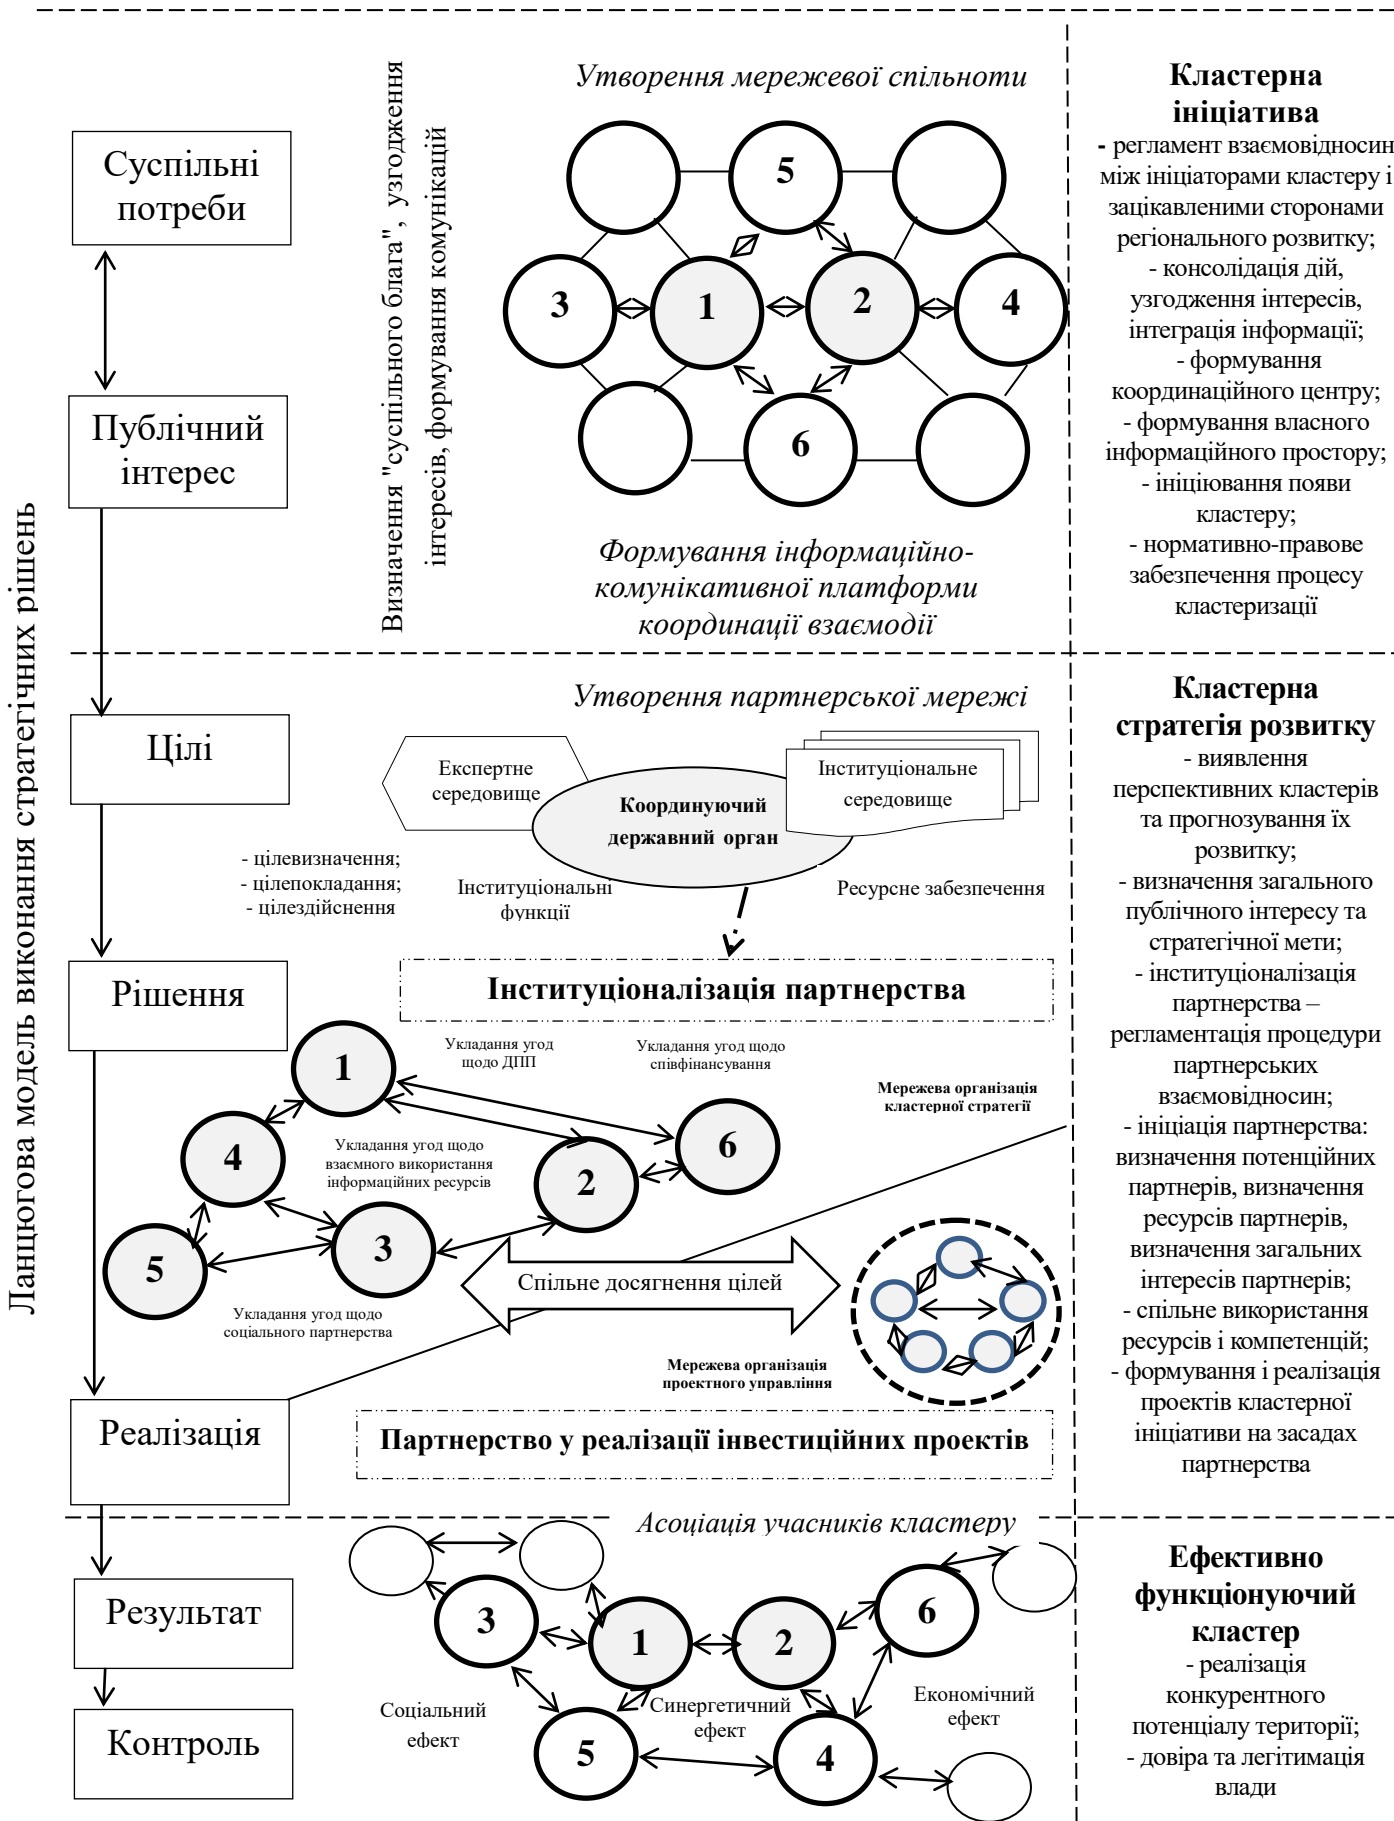 Ланцюгова модель виконання стратегічних рішень
Суспільні
потреби
Публічний
інтерес
Визначення "суспільного блага", узгодження
інтересів, формування комунікацій
Утворення мережевої спільноти
5
3
1
2
4
6
Формування інформаційно-
комунікативної платформи
координації взаємодії
Кластерна
ініціатива
- регламент взаємовідносин
між ініціаторами кластеру і
зацікавленими сторонами
регіонального розвитку;
- консолідація дій,
узгодження інтересів,
інтеграція інформації;
- формування
координаційного центру;
- формування власного
інформаційного простору;
- ініціювання появи
кластеру;
- нормативно-правове
забезпечення процесу
кластеризації
Цілі
Рішення
Реалізація
Утворення партнерської мережі
Експертне
середовище
Координуючий
державний орган
Інституціональне
середовище
- цілевизначення;
- цілепокладання;
- цілездійснення
Інституціональні
функції
Ресурсне забезпечення
Інституціоналізація партнерства
Укладання угод
щодо ДПП
Укладання угод щодо
співфінансування
Мережева організація
кластерної стратегії
1
4
Укладання угод щодо
взаємного використання
інформаційних ресурсів
2
6
5
3
Спільне досягнення цілей
Укладання угод щодо
соціального партнерства
Мережева організація
проектного управління
Партнерство у реалізації інвестиційних проектів
Кластерна
стратегія розвитку
- виявлення
перспективних кластерів
та прогнозування їх
розвитку;
- визначення загального
публічного інтересу та
стратегічної мети;
- інституціоналізація
партнерства –
регламентація процедури
партнерських
взаємовідносин;
- ініціація партнерства:
визначення потенційних
партнерів, визначення
ресурсів партнерів,
визначення загальних
інтересів партнерів;
- спільне використання
ресурсів і компетенцій;
- формування і реалізація
проектів кластерної
ініціативи на засадах
партнерства
Результат
Контроль
Асоціація учасників кластеру
3
1
2
6
Соціальний
ефект
Синергетичний
ефект
Економічний
ефект
5
4
Ефективно
функціонуючий
кластер
- реалізація
конкурентного
потенціалу території;
- довіра та легітимація
влади